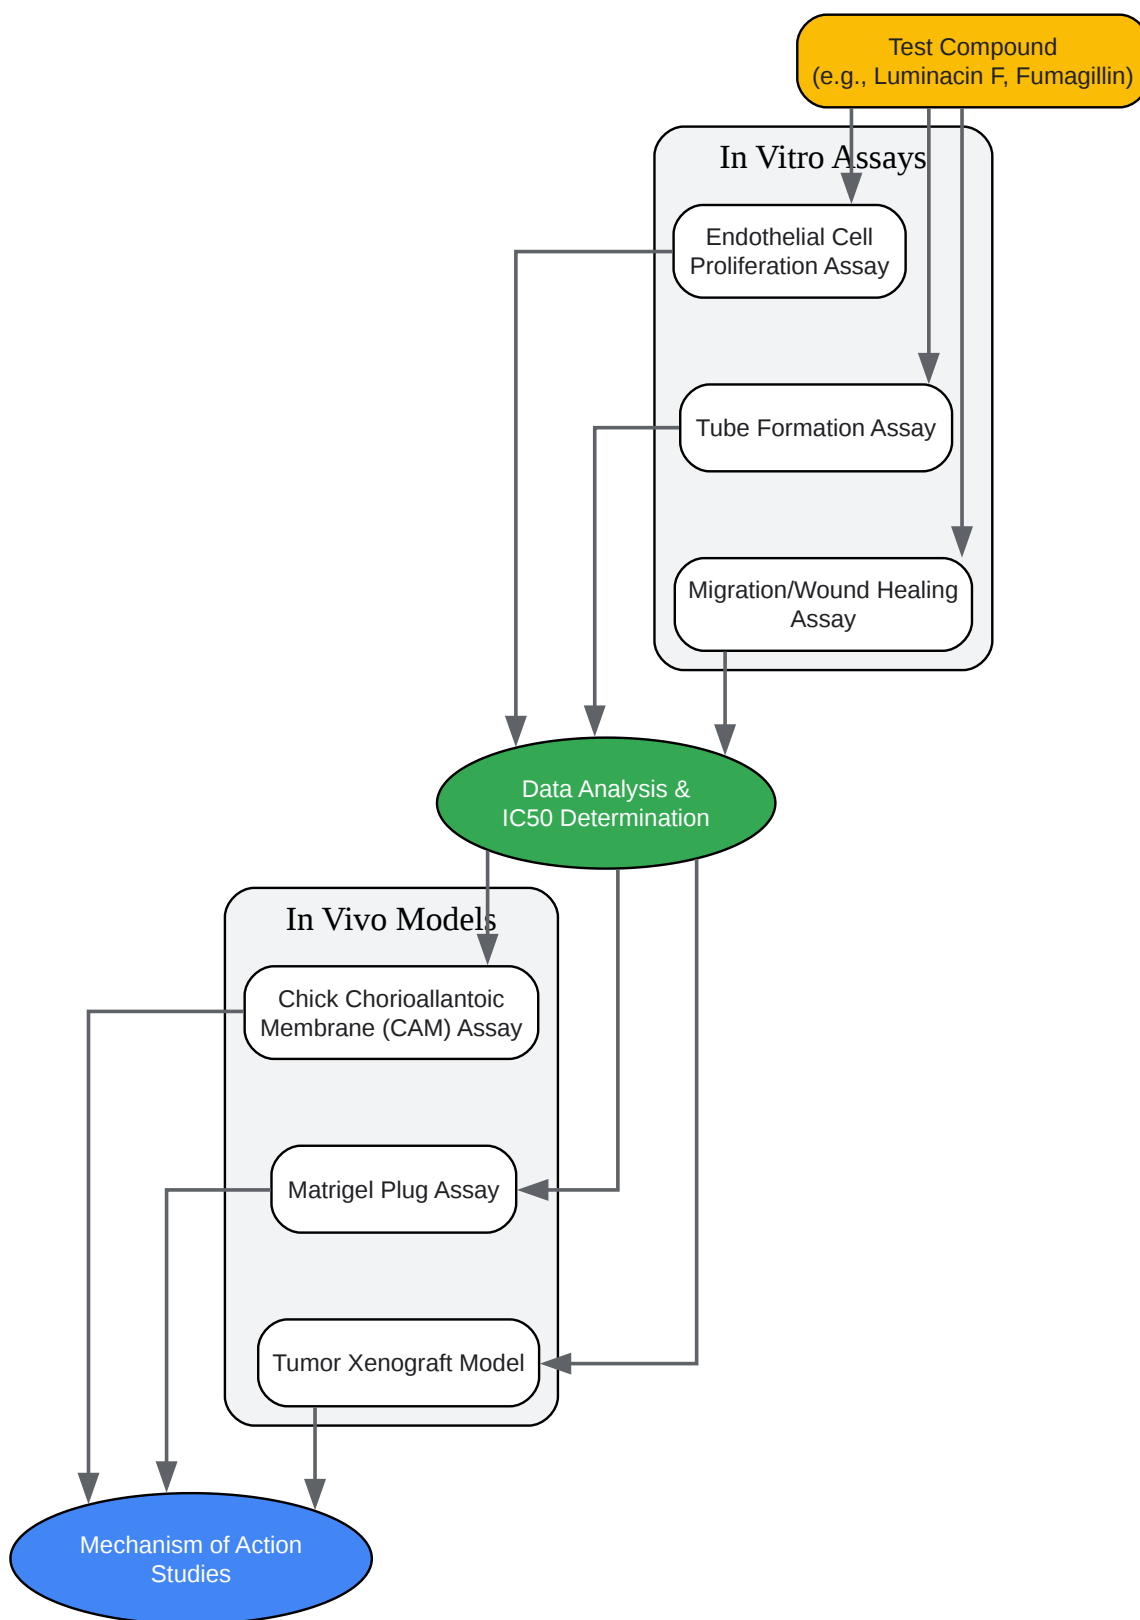 Test Compound
(e.g., Luminacin F, Fumagillin)
In Vitro Assays
Endothelial Cell
Proliferation Assay
Tube Formation Assay
Migration/Wound Healing
Assay
Data Analysis &
IC50 Determination
In Vivo Models
Chick Chorioallantoic
Membrane (CAM) Assay
Matrigel Plug Assay
Tumor Xenograft Model
Mechanism of Action
Studies